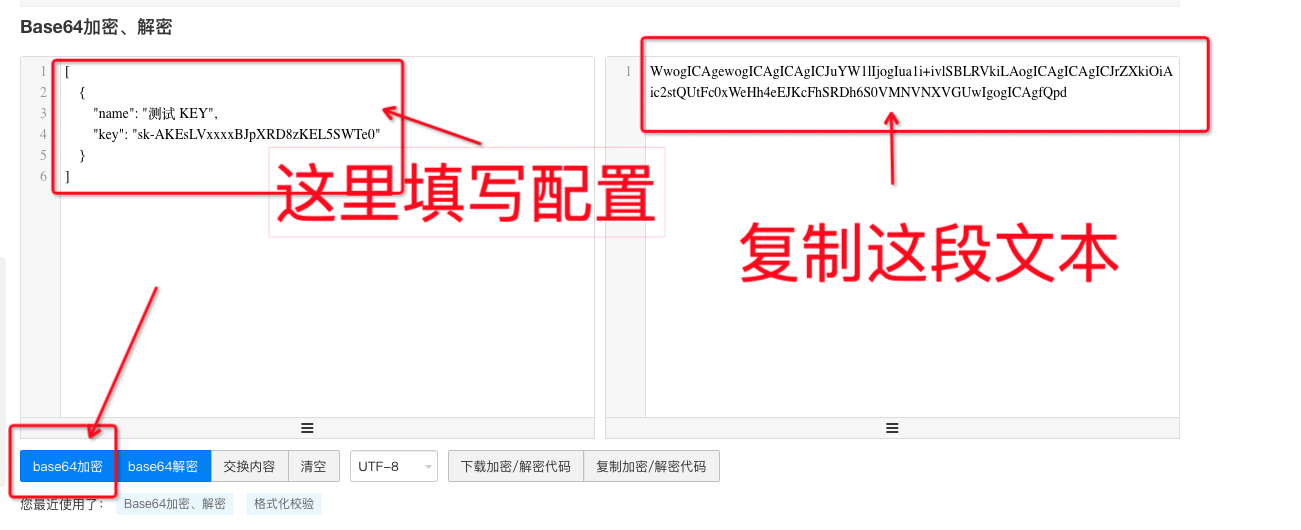 Base64加密、解密
1 [
2 {
3 "name": "测试 KEY",
4 "key": "sk-AKEsLVxxxxBJpXRD8zKEL5SWTe0"
5 }
6 ]
这里填写配置
1 WwogICAgewogICAgICAgICJuYW1lIjogIua1i+ivlSBLRVkiLAogICAgICAgICJrZXkiOiA
ic2stQUtFc0xWeHh4eEJKcFhSRDh6S0VMNVNXVGUwIgogICAgfQpd
复制这段文本
base64加密 base64解密 交换内容 清空 UTF-8 下载加密/解密代码 复制加密/解密代码
您最近使用了： Base64加密、解密 格式化校验